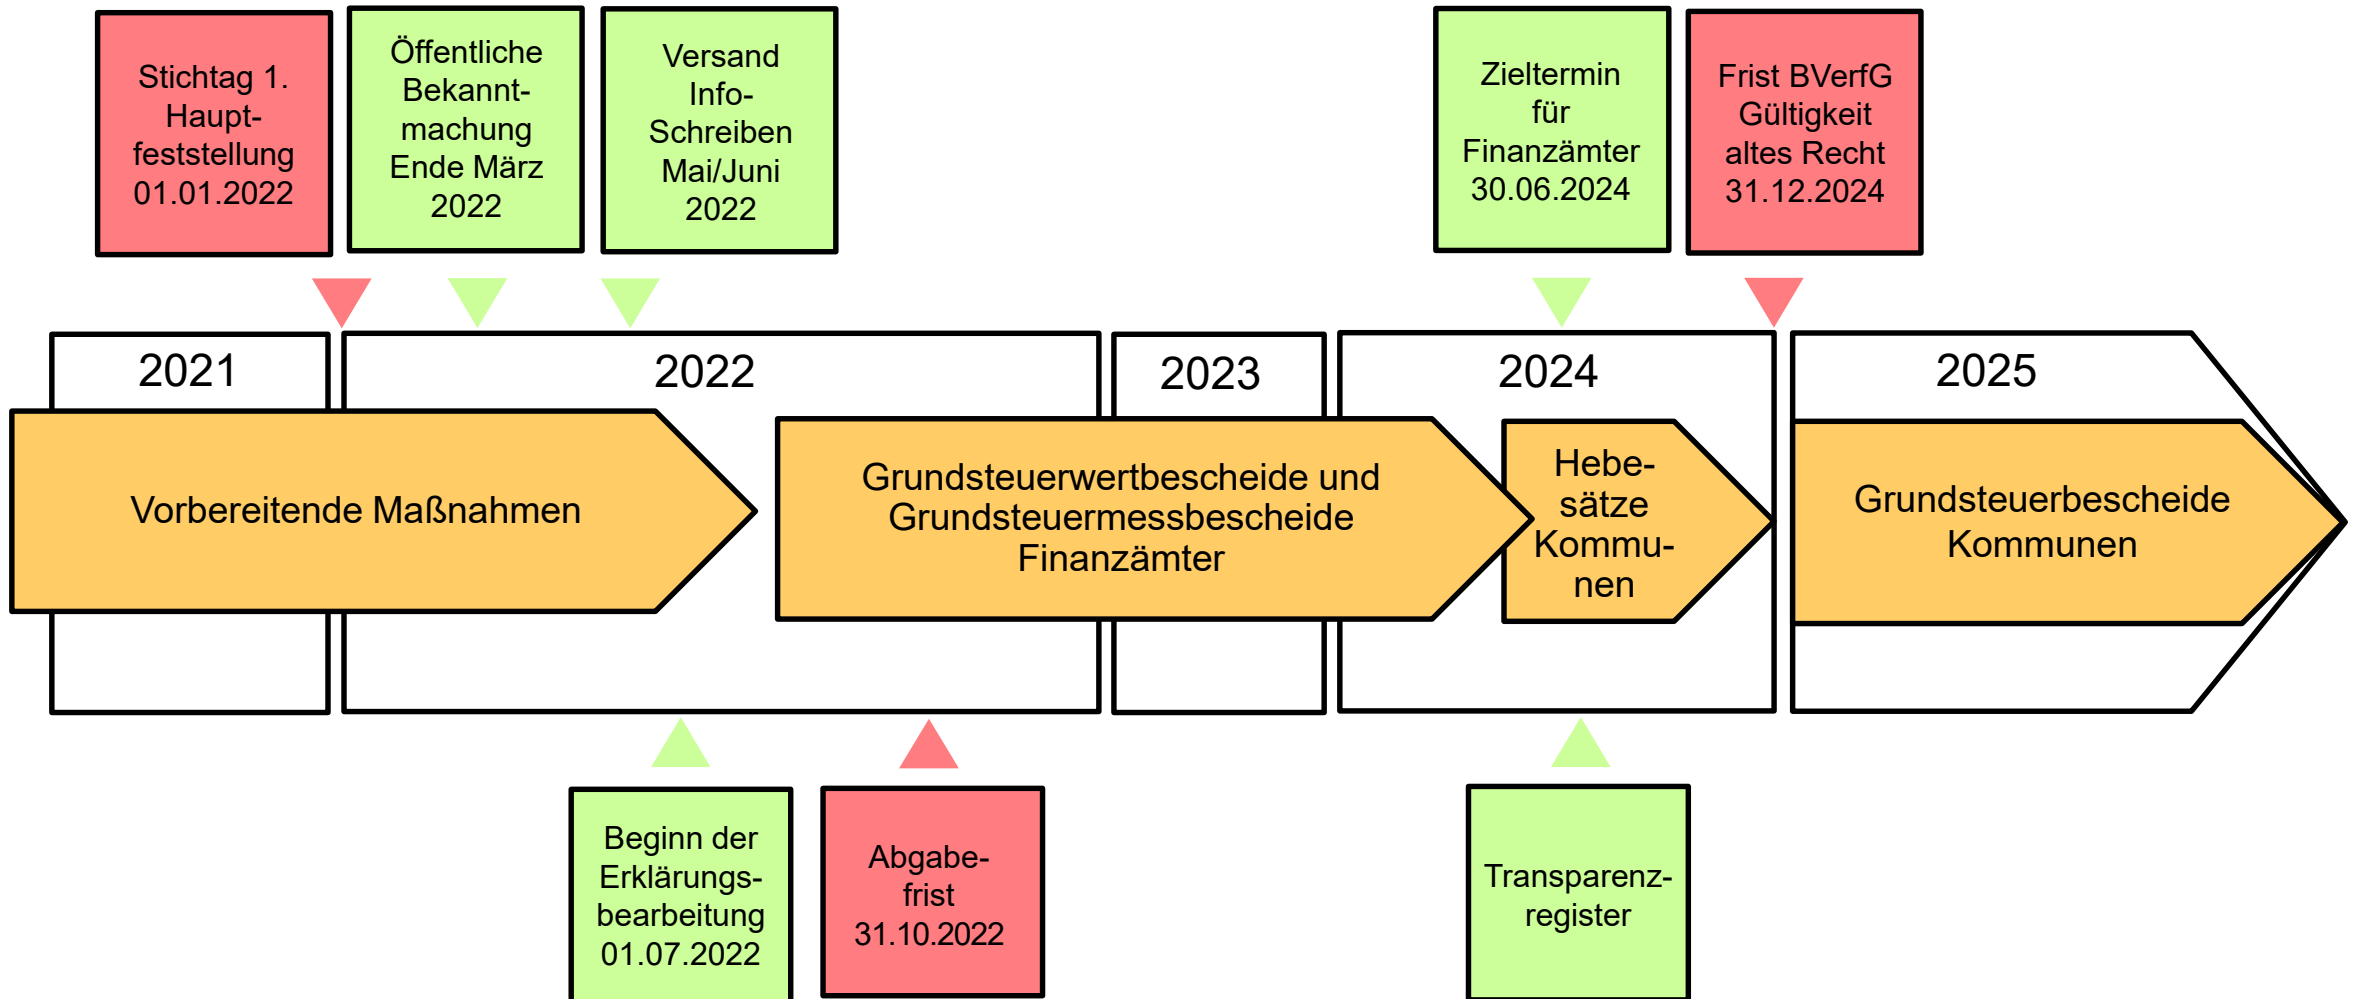 Stichtag 1.
Haupt-
feststellung
01.01.2022
Öffentliche
Bekannt-
machung
Ende März
2022
Versand
Info-
Schreiben
Mai/Juni
2022
Zieltermin
für
Finanzämter
30.06.2024
Frist BVerfG
Gültigkeit
altes Recht
31.12.2024
2021
2022
2023
2024
2025
Vorbereitende Maßnahmen
Grundsteuerwertbescheide und
Grundsteuermessbescheide
Finanzämter
Hebe-
sätze
Kommu-
nen
Grundsteuerbescheide
Kommunen
Beginn der
Erklärungs-
bearbeitung
01.07.2022
Abgabe-
frist
31.10.2022
Transparenz-
register